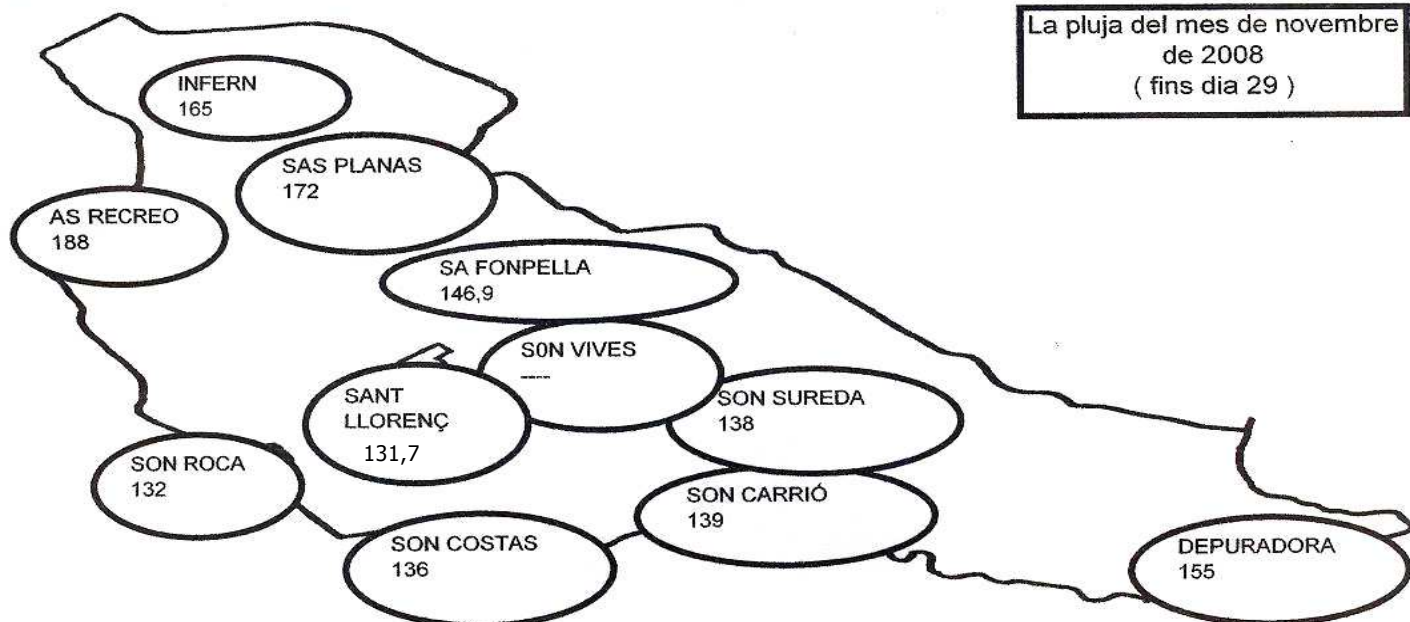 La pluja del mes de novembre
de 2008
( fins dia 29 )
INFERN
165
SAS PLANAS
172
AS RECREO
188
SA FONPELLA
146,9
S0N VIVES
----
SANT
LLORENÇ
131,7
SON SUREDA
138
SON ROCA
132
SON CARRIÓ
139
SON COSTAS
136
DEPURADORA
155